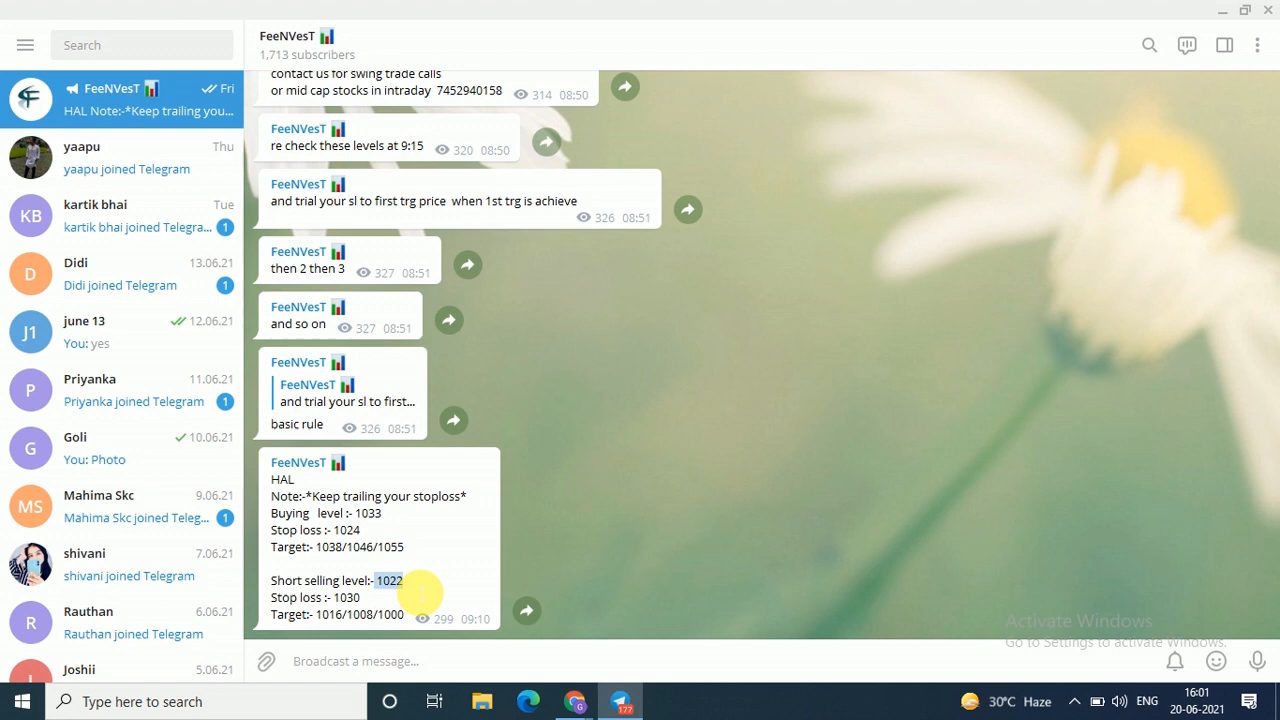 Search
FeeNVesT
Fri
HAL Note:-*Keep trailing you...
yaapu
Thu
yaapu joined Telegram
KB
kartik bhai
Tue
kartik bhai joined Telegra...
1
D
Didi
13.06.21
Didi joined Telegram
1
J1
june 13
12.06.21
You: yes
P
Priyanka
11.06.21
Priyanka joined Telegram
1
G
Goli
10.06.21
You: Photo
MS
Mahima Skc
9.06.21
Mahima Skc joined Teleg...
1
shivani
7.06.21
shivani joined Telegram
R
Rauthan
6.06.21
Rauthan joined Telegram
J
Joshii
5.06.21
FeeNVesT
1,713 subscribers
contact us for swing trade calls
or mid cap stocks in intraday 7452940158
314 08:50
FeeNVesT
re check these levels at 9:15
320 08:50
FeeNVesT
and trial your sl to first trg price when 1st trg is achieve
326 08:51
FeeNVesT
then 2 then 3
327 08:51
FeeNVesT
and so on
327 08:51
FeeNVesT
FeeNVesT
and trial your sl to first...
basic rule
326 08:51
FeeNVesT
HAL
Note:-*Keep trailing your stoploss*
Buying level :- 1033
Stop loss :- 1024
Target:- 1038/1046/1055
Short selling level:- 1022
Stop loss :- 1030
Target:- 1016/1008/1000
299 09:10
Activate Windows
Go to Settings to activate Windows.
Broadcast a message...
Type here to search
G
177
30°C Haze
ENG
16:01
20-06-2021